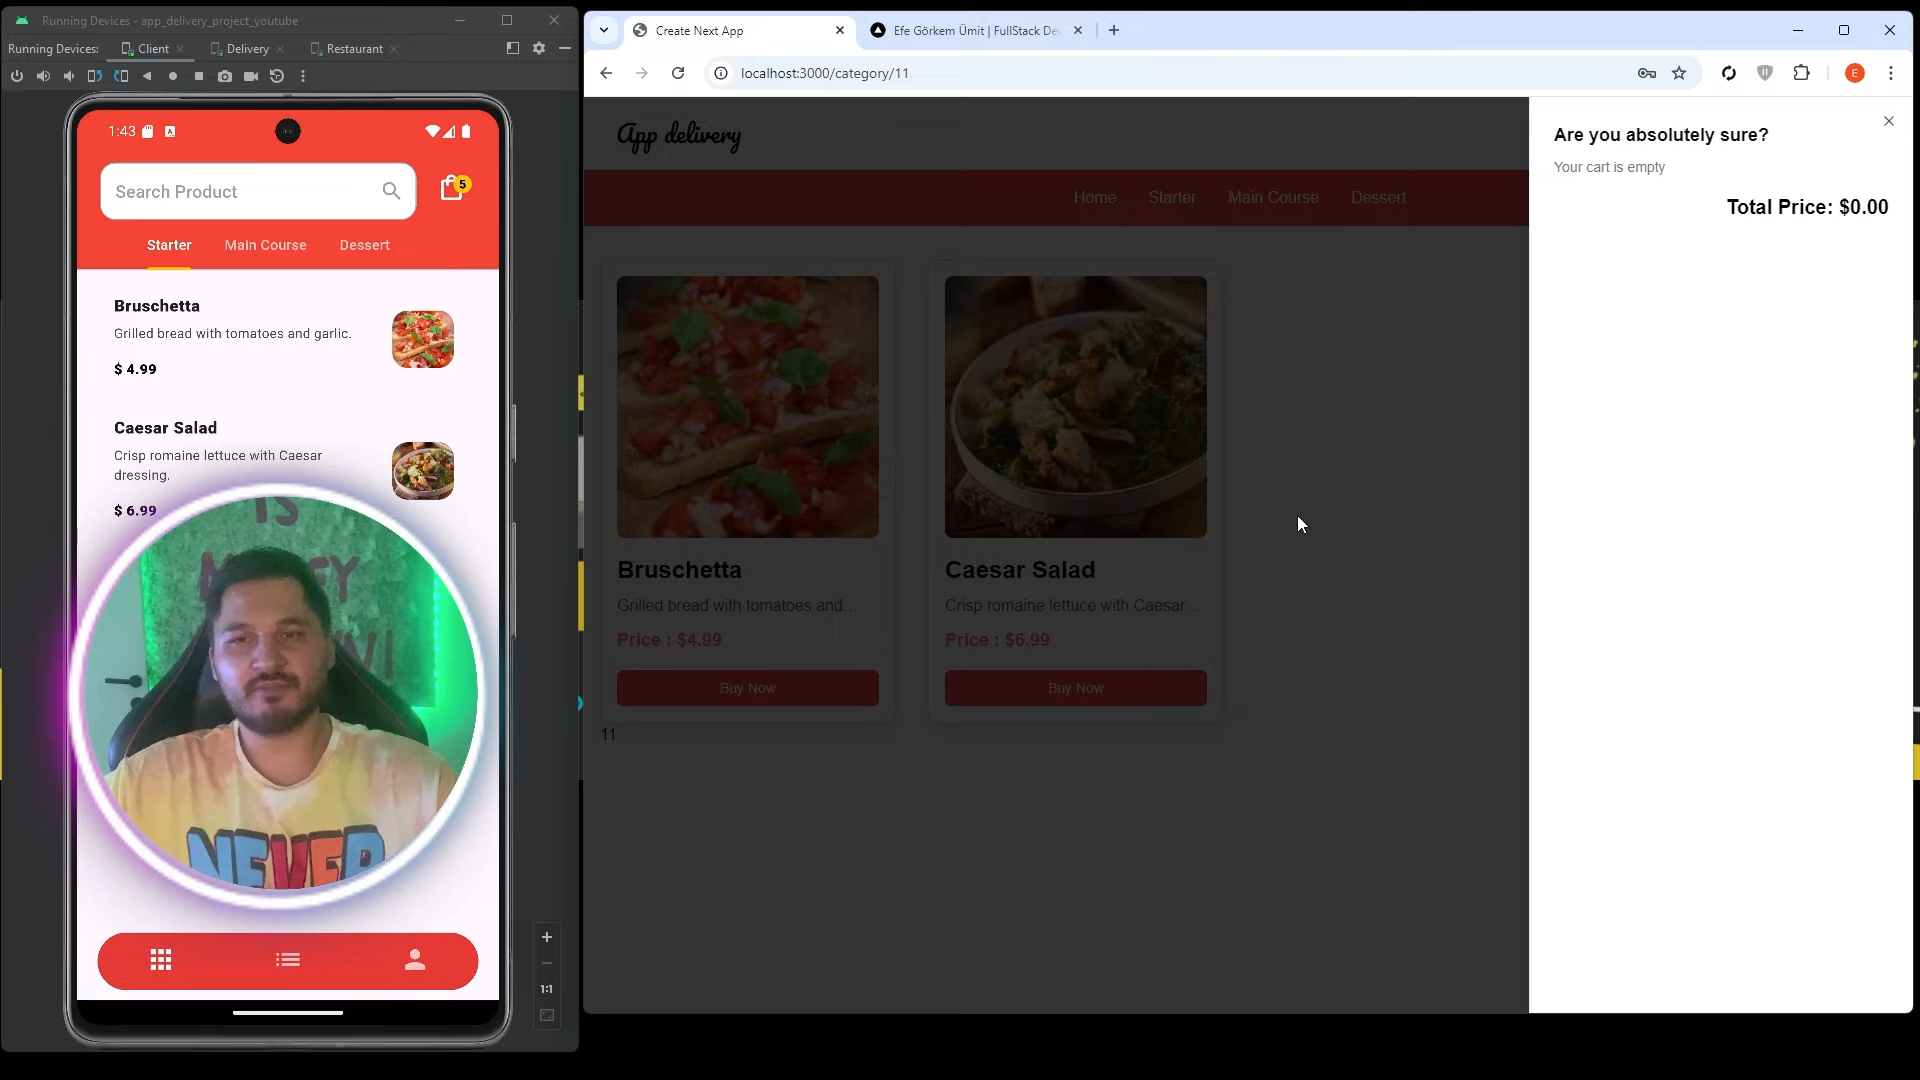 Running Devices - app_delivery_project_youtube
Running Devices:
Client
Delivery
Restaurant
1:43
Search Product
5
Starter
Main Course
Dessert
Bruschetta
Grilled bread with tomatoes and garlic.
$ 4.99
Caesar Salad
Crisp romaine lettuce with Caesar
dressing.
$ 6.99
IS
NEVER
1:1
Create Next App
Efe Görkem Ümit | FullStack De
localhost:3000/category/11
E
App delivery
Home
Starter
Main Course
Dessert
Bruschetta
Grilled bread with tomatoes and...
Price : $4.99
Buy Now
Caesar Salad
Crisp romaine lettuce with Caesar...
Price : $6.99
Buy Now
11
Are you absolutely sure?
Your cart is empty
Total Price: $0.00